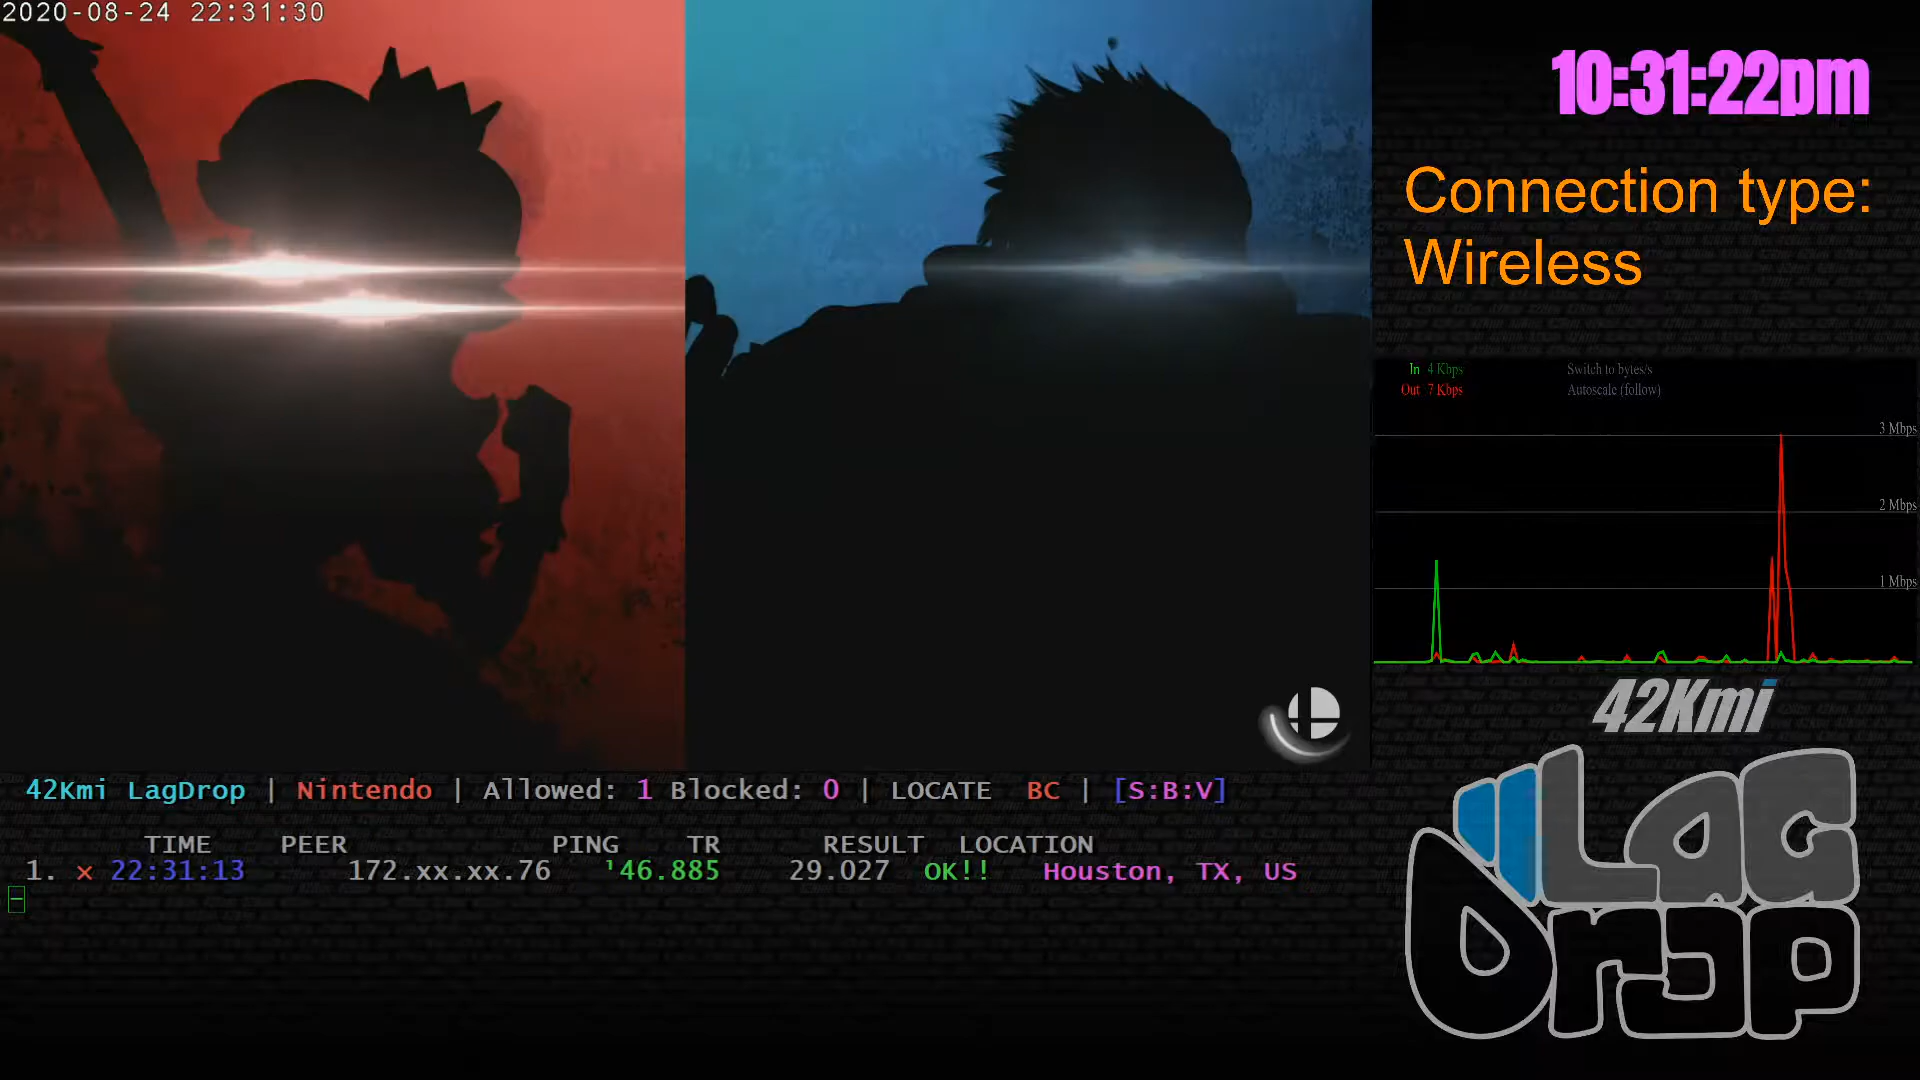 2020-08-24 22:31:30
10:31:22pm
Connection type:
Wireless
In 4 Kbps
Out 7 Kbps
Switch to bytes/s
Autoscale (follow)
3 Mbps
2 Mbps
1 Mbps
42Kmi
LAG
Drop
42Kmi LagDrop | Nintendo | Allowed: 1 Blocked: 0 | LOCATE BC | [S:B:V]
TIME PEER PING TR RESULT LOCATION
1. × 22:31:13 172.xx.xx.76 '46.885 29.027 OK!! Houston, TX, US